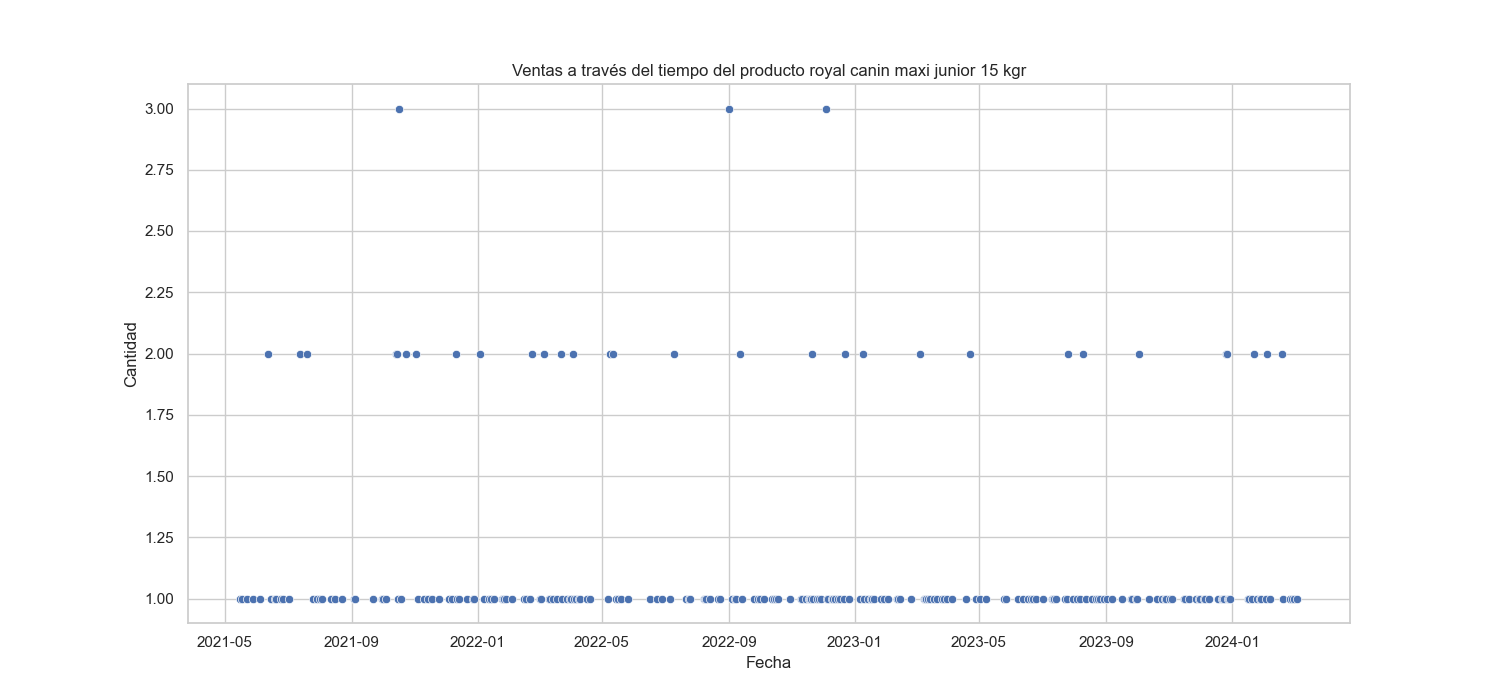 Ventas a través del tiempo del producto royal canin maxi junior 15 kgr
3.00
2.75
2.50
2.25
2.00
1.75
1.50
1.25
1.00
Cantidad
2021-05 2021-09 2022-01 2022-05 2022-09 2023-01 2023-05 2023-09 2024-01
Fecha